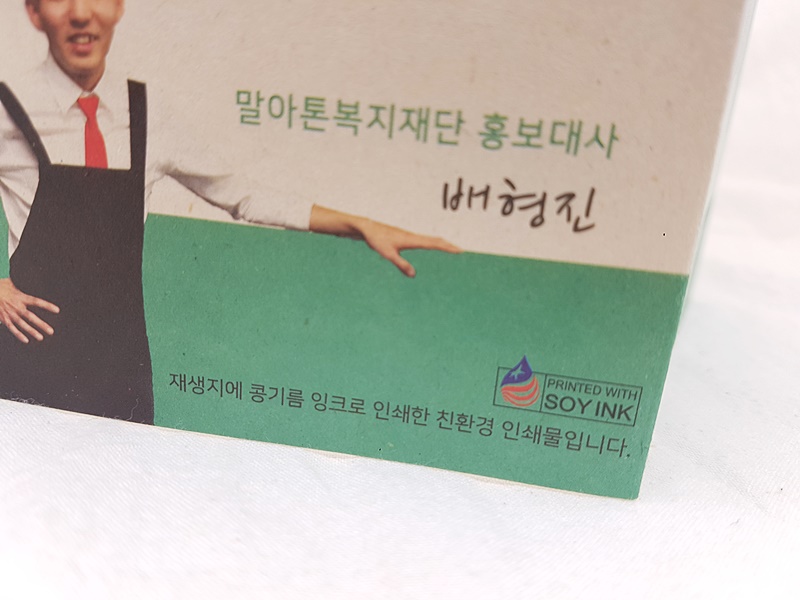 말아톤복지재단 홍보대사
배형진
PRINTED WITH
SOY INK
재생지에 콩기름 잉크로 인쇄한 친환경 인쇄물입니다.